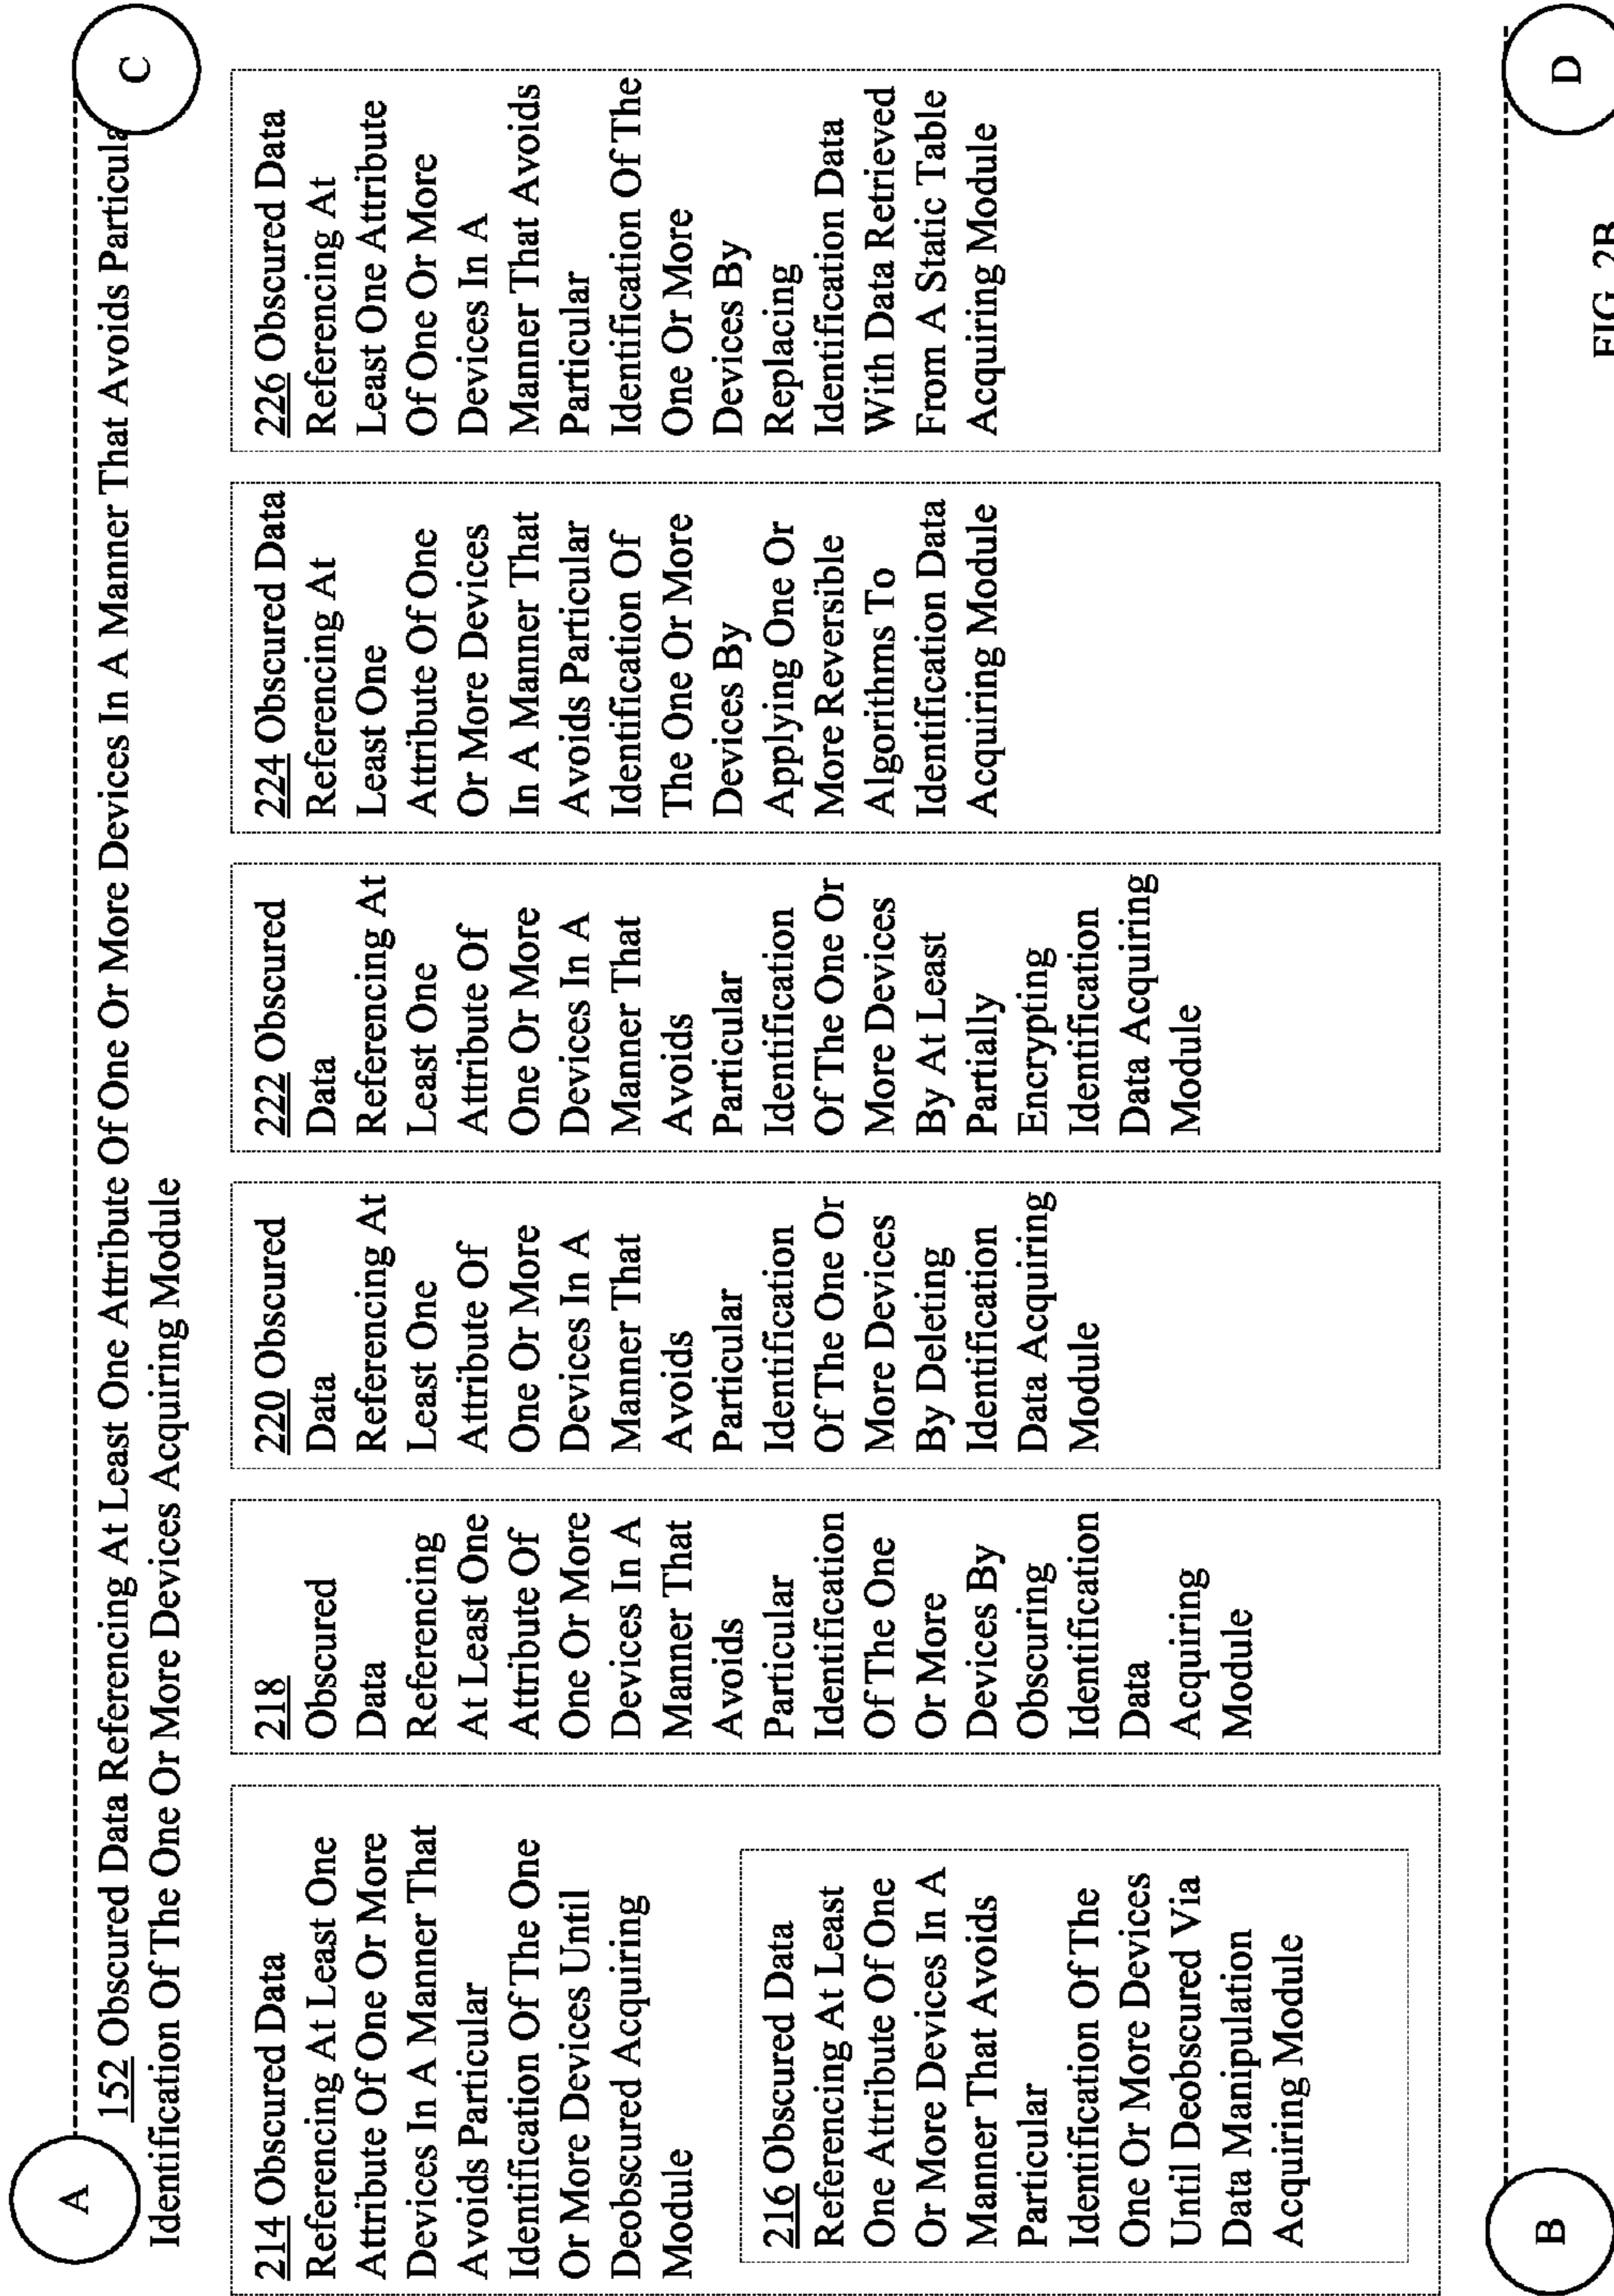 A
C
152 Obscured Data Referencing At Least One Attribute Of One Or More Devices In A Manner That Avoids Particula
Identification Of The One Or More Devices Acquiring Module
214 Obscured Data
Referencing At Least One
Attribute Of One Or More
Devices In A Manner That
Avoids Particular
Identification Of The One
Or More Devices Until
Deobscured Acquiring
Module
216 Obscured Data
Referencing At Least
One Attribute Of One
Or More Devices In A
Manner That Avoids
Particular
Identification Of The
One Or More Devices
Until Deobscured Via
Data Manipulation
Acquiring Module
218
Obscured
Data
Referencing
At Least One
Attribute Of
One Or More
Devices In A
Manner That
Avoids
Particular
Identification
Of The One
Or More
Devices By
Obscuring
Identification
Data
Acquiring
Module
220 Obscured
Data
Referencing At
Least One
Attribute Of
One Or More
Devices In A
Manner That
Avoids
Particular
Identification
Of The One Or
More Devices
By Deleting
Identification
Data Acquiring
Module
222 Obscured
Data
Referencing At
Least One
Attribute Of
One Or More
Devices In A
Manner That
Avoids
Particular
Identification
Of The One Or
More Devices
By At Least
Partially
Encrypting
Identification
Data Acquiring
Module
224 Obscured Data
Referencing At
Least One
Attribute Of One
Or More Devices
In A Manner That
Avoids Particular
Identification Of
The One Or More
Devices By
Applying One Or
More Reversible
Algorithms To
Identification Data
Acquiring Module
226 Obscured Data
Referencing At
Least One Attribute
Of One Or More
Devices In A
Manner That Avoids
Particular
Identification Of The
One Or More
Devices By
Replacing
Identification Data
With Data Retrieved
From A Static Table
Acquiring Module
B
D
FIG. 2B